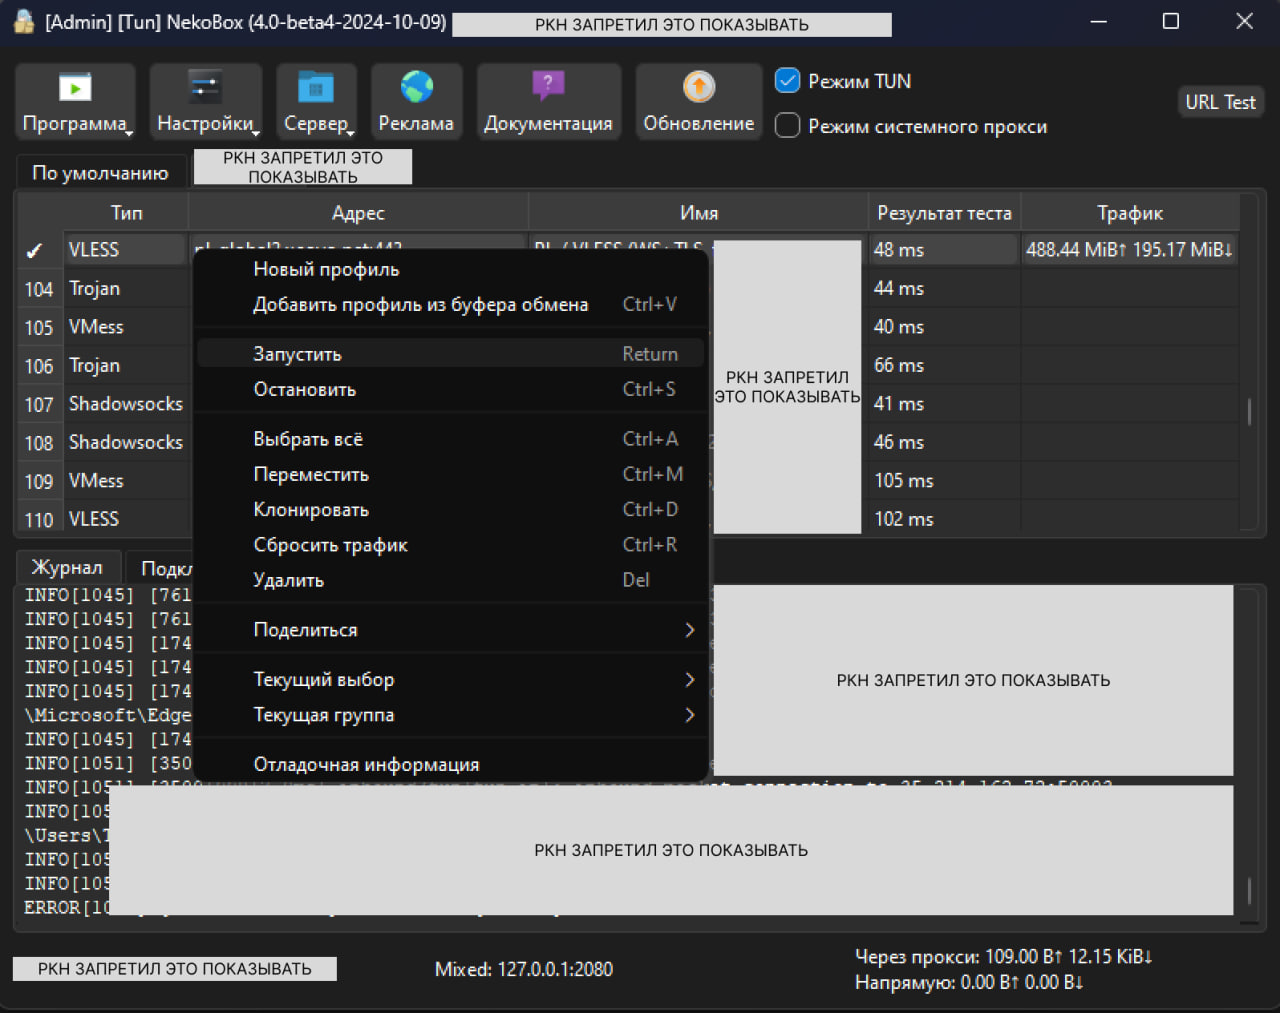 [Admin] [Tun] NekoBox (4.0-beta4-2024-10-09)
РКН ЗАПРЕТИЛ ЭТО ПОКАЗЫВАТЬ
Программа
Настройки
Сервер
Реклама
Документация
Обновление
Режим TUN
Режим системного прокси
URL Test
По умолчанию
РКН ЗАПРЕТИЛ ЭТО
ПОКАЗЫВАТЬ
Тип Адрес Имя Результат теста Трафик
✓ VLESS 48 ms 488.44 MiB↑ 195.17 MiB↓
104 Trojan 44 ms
105 VMess 40 ms
106 Trojan 66 ms
107 Shadowsocks 41 ms
108 Shadowsocks 46 ms
109 VMess 105 ms
110 VLESS 102 ms
РКН ЗАПРЕТИЛ
ЭТО ПОКАЗЫВАТЬ
Новый профиль
Добавить профиль из буфера обмена Ctrl+V
Запустить Return
Остановить Ctrl+S
Выбрать всё Ctrl+A
Переместить Ctrl+M
Клонировать Ctrl+D
Сбросить трафик Ctrl+R
Удалить Del
Поделиться
Текущий выбор
Текущая группа
Отладочная информация
Журнал
INFO[1045] [761
INFO[1045] [761
INFO[1045] [174
INFO[1045] [174
INFO[1045] [174
\Microsoft\Edge
INFO[1045] [174
INFO[1051] [350
INFO[1051]
INFO[105
\Users\
INFO[105
INFO[105
ERROR[10
РКН ЗАПРЕТИЛ ЭТО ПОКАЗЫВАТЬ
РКН ЗАПРЕТИЛ ЭТО ПОКАЗЫВАТЬ
РКН ЗАПРЕТИЛ ЭТО ПОКАЗЫВАТЬ
Mixed: 127.0.0.1:2080
Через прокси: 109.00 B↑ 12.15 KiB↓
Напрямую: 0.00 B↑ 0.00 B↓